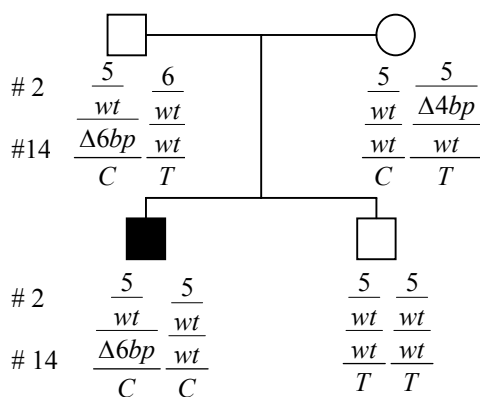 5 6 5 5
# 2
wt wt wt Δ4bp
#14
Δ6bp wt wt wt
C T C T
5 5 5 5
# 2
wt wt wt wt
# 14
Δ6bp wt wt wt
C C T T